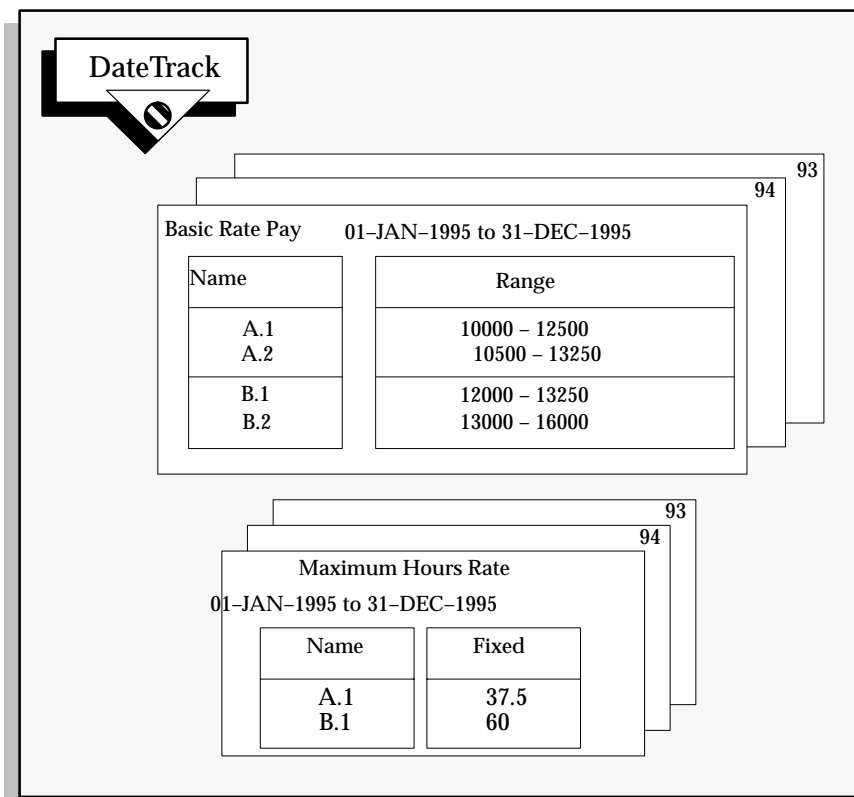 DateTrack
93
94
Basic Rate Pay 01–JAN–1995 to 31–DEC–1995
Name Range
A.1 10000 – 12500
A.2 10500 – 13250
B.1 12000 – 13250
B.2 13000 – 16000
93
94
Maximum Hours Rate
01–JAN–1995 to 31–DEC–1995
Name Fixed
A.1 37.5
B.1 60